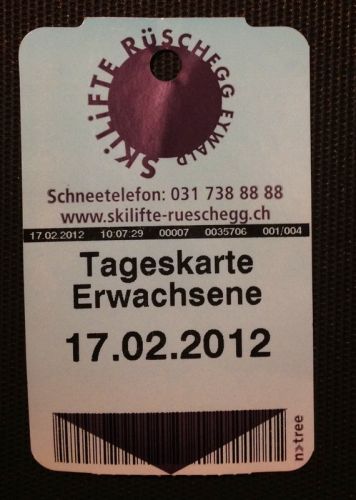 SKiLiFTE RÜSCHEGG EYWALD
Schneetelefon: 031 738 88 88
www.skilifte-rueschegg.ch
17.02.2012 10:07:29 00007 0035706 001/004
Tageskarte
Erwachsene
17.02.2012
n>tree